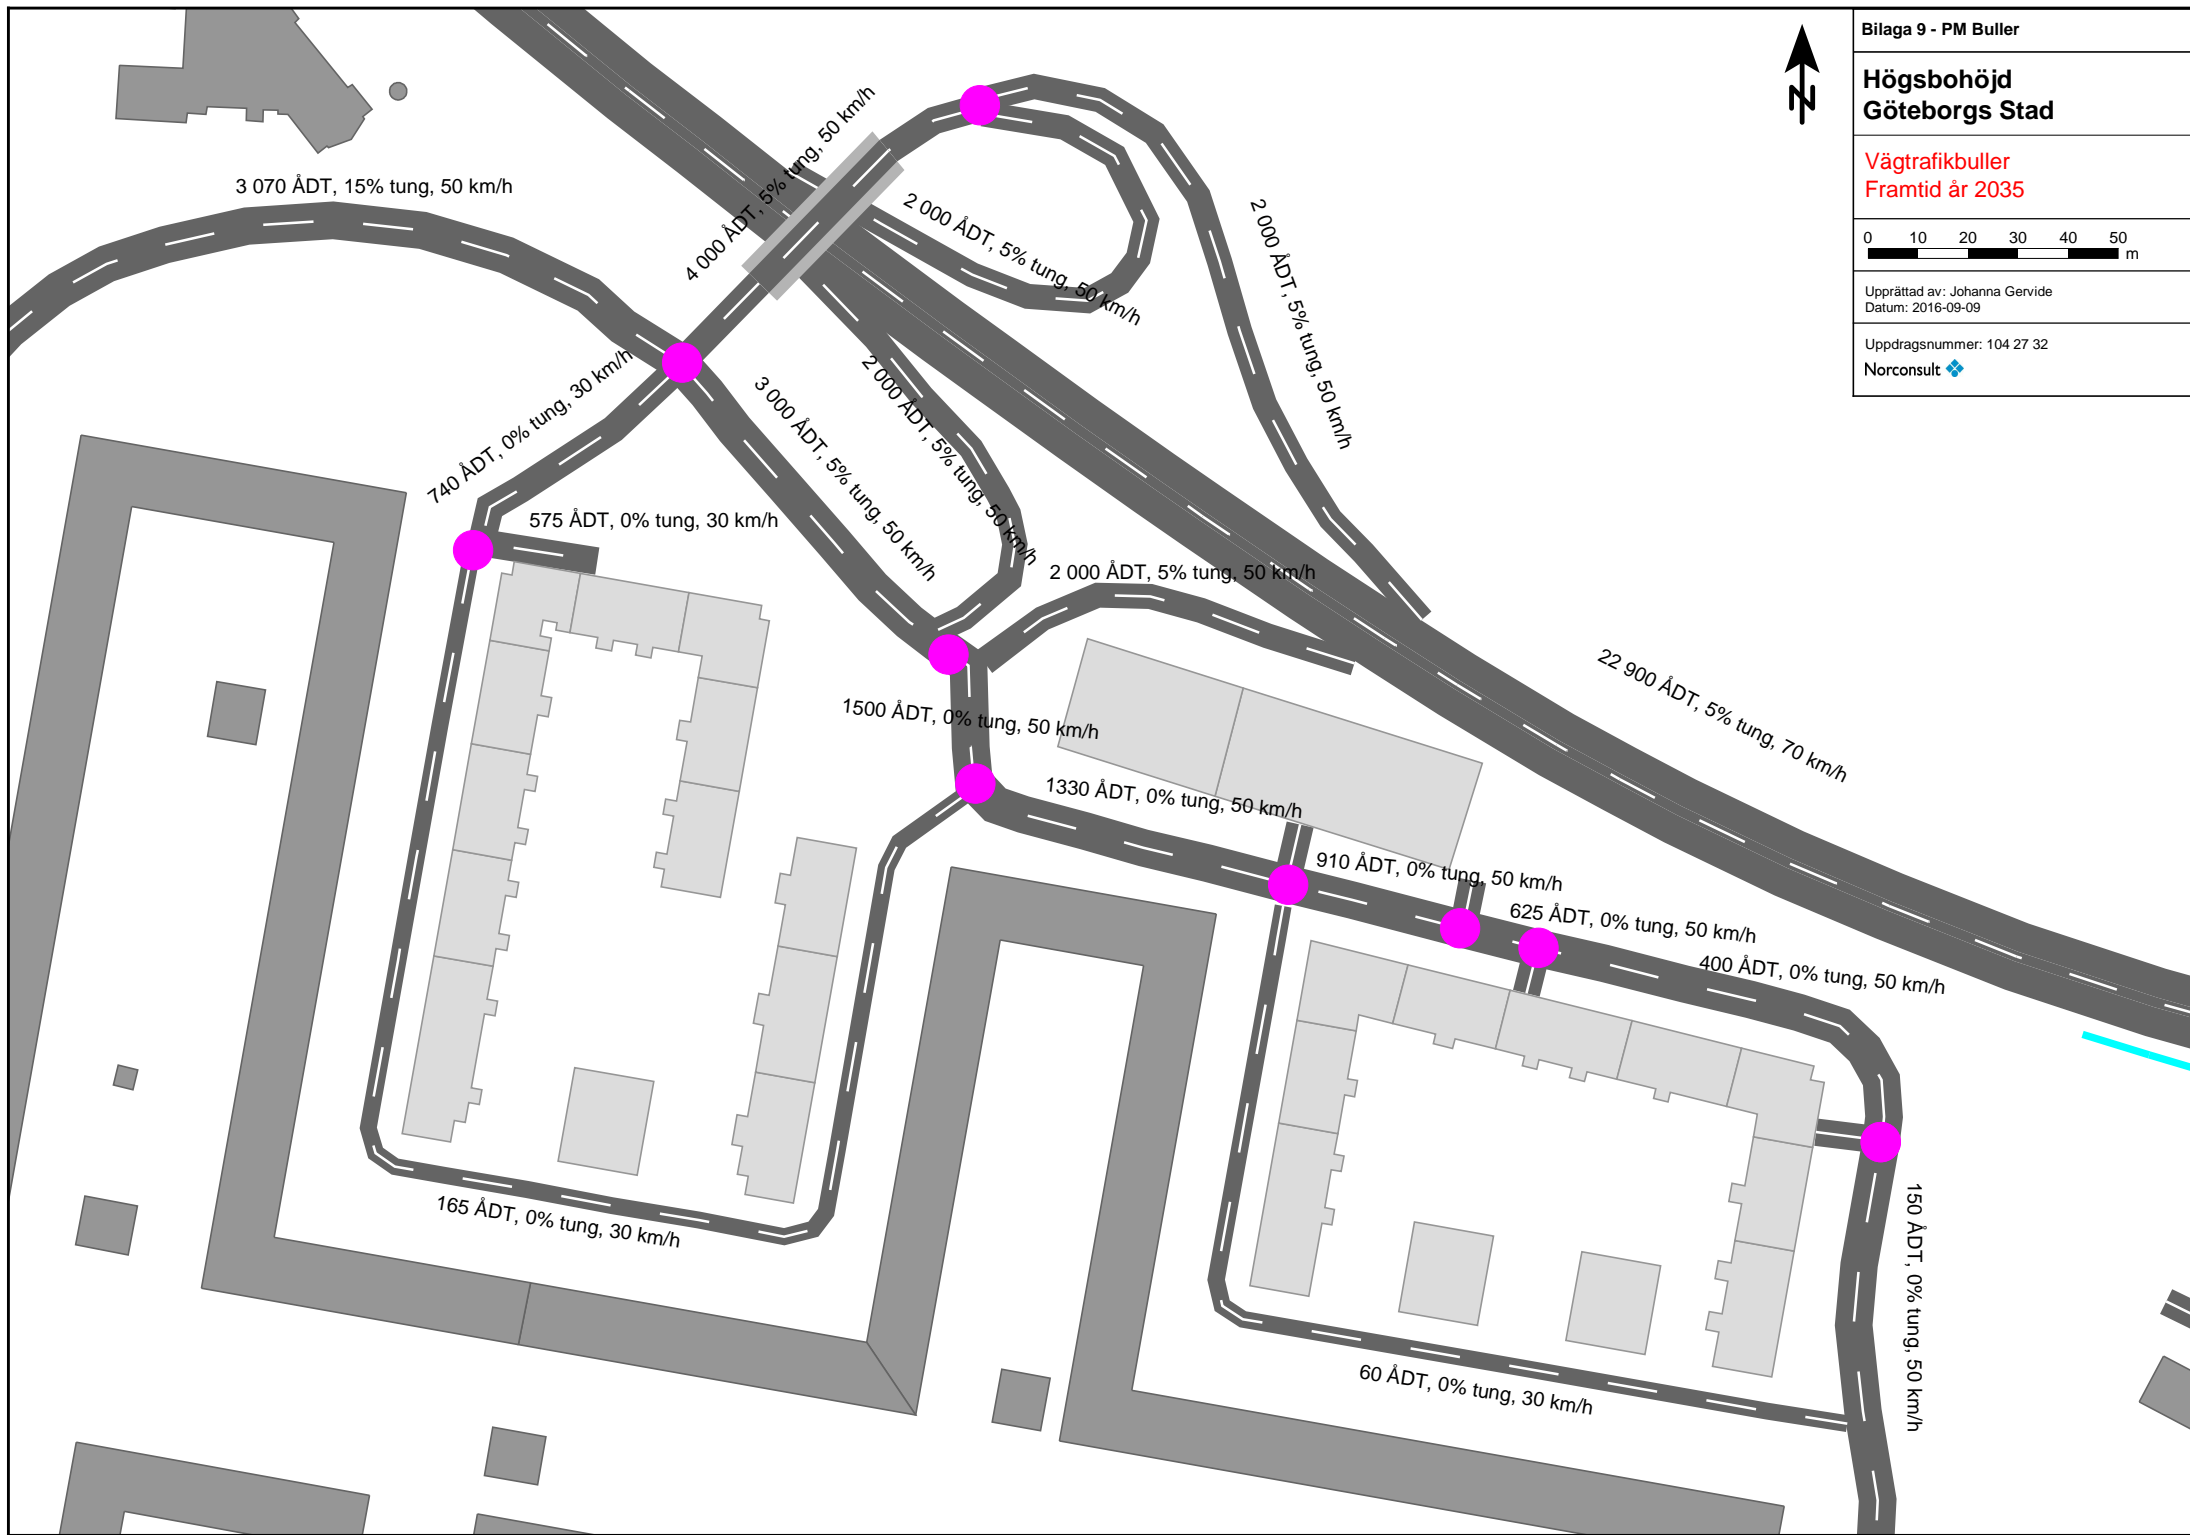 Bilaga 9 - PM Buller
Högsbohöjd
Göteborgs Stad
Vägtrafikbuller
Framtid år 2035
0 10 20 30 40 50
m
Upprättad av: Johanna Gervide
Datum: 2016-09-09
Uppdragsnummer: 104 27 32
Norconsult
N
3 070 ÅDT, 15% tung, 50 km/h
4 000 ÅDT, 5% tung, 50 km/h
2 000 ÅDT, 5% tung, 50 km/h
2 000 ÅDT, 5% tung, 50 km/h
740 ÅDT, 0% tung, 30 km/h
3 000 ÅDT, 5% tung, 50 km/h
2 000 ÅDT, 5% tung, 50 km/h
575 ÅDT, 0% tung, 30 km/h
2 000 ÅDT, 5% tung, 50 km/h
22 900 ÅDT, 5% tung, 70 km/h
1500 ÅDT, 0% tung, 50 km/h
1330 ÅDT, 0% tung, 50 km/h
910 ÅDT, 0% tung, 50 km/h
625 ÅDT, 0% tung, 50 km/h
400 ÅDT, 0% tung, 50 km/h
165 ÅDT, 0% tung, 30 km/h
150 ÅDT, 0% tung, 50 km/h
60 ÅDT, 0% tung, 30 km/h